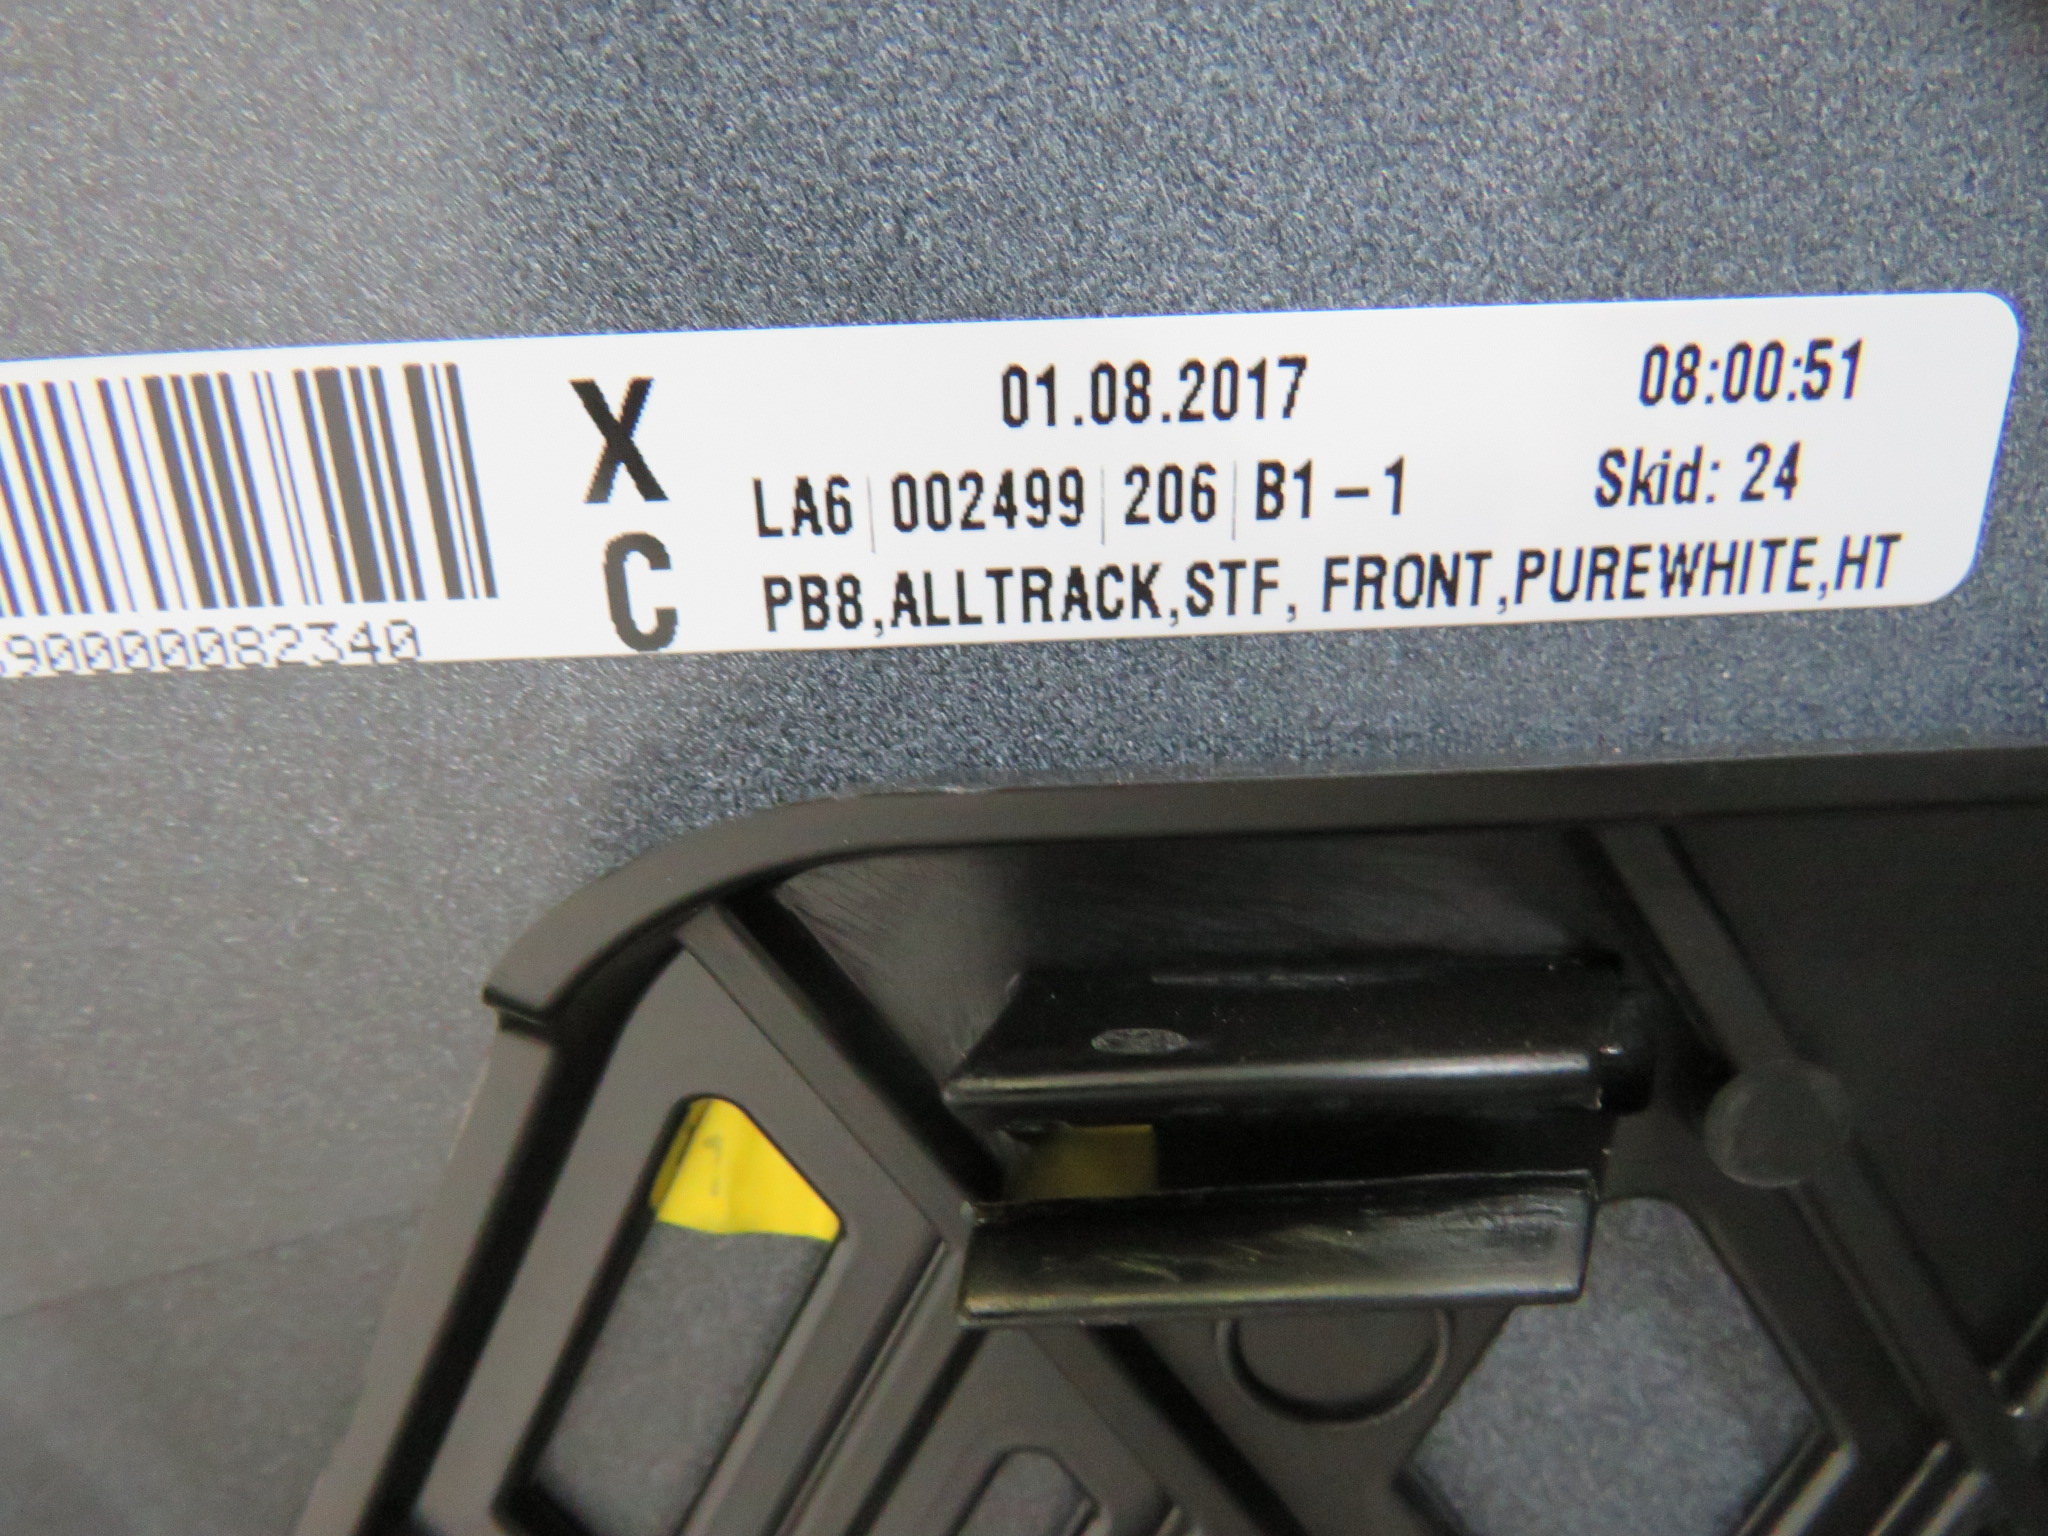 X 01.08.2017 08:00:51
LA6 002499 206 B1-1 Skid: 24
C PB8,ALLTRACK,STF, FRONT,PUREWHITE,HT
90000082340